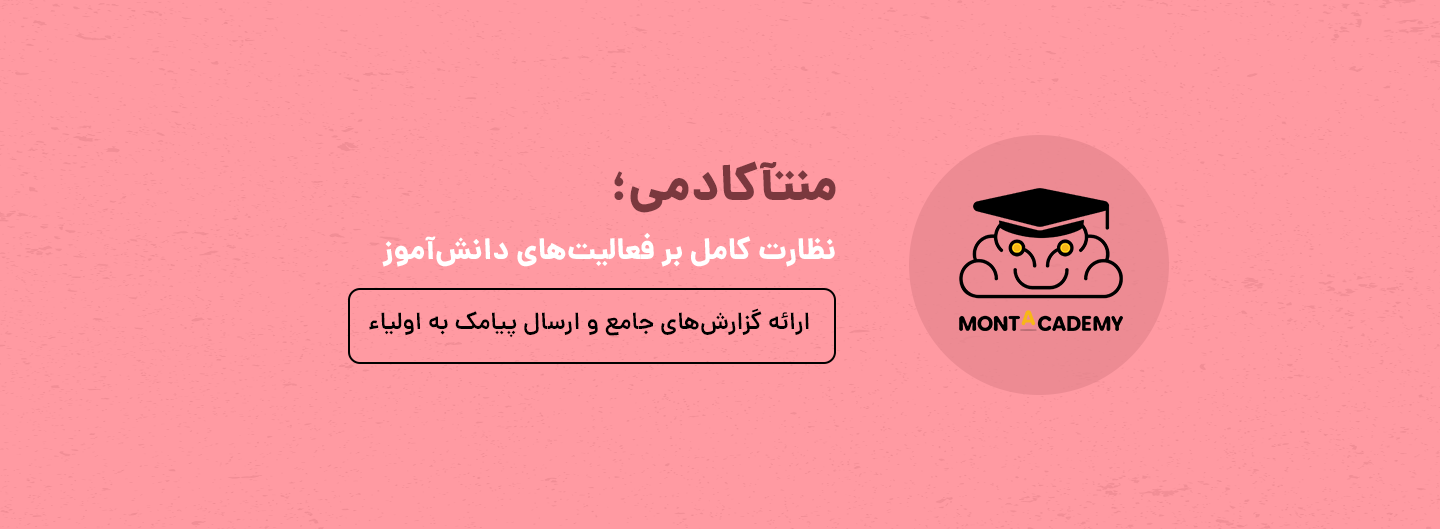 منتآکادمی؛
نظارت کامل بر فعالیت‌های دانش‌آموز
ارائه گزارش‌های جامع و ارسال پیامک به اولیاء
MONTACADEMY